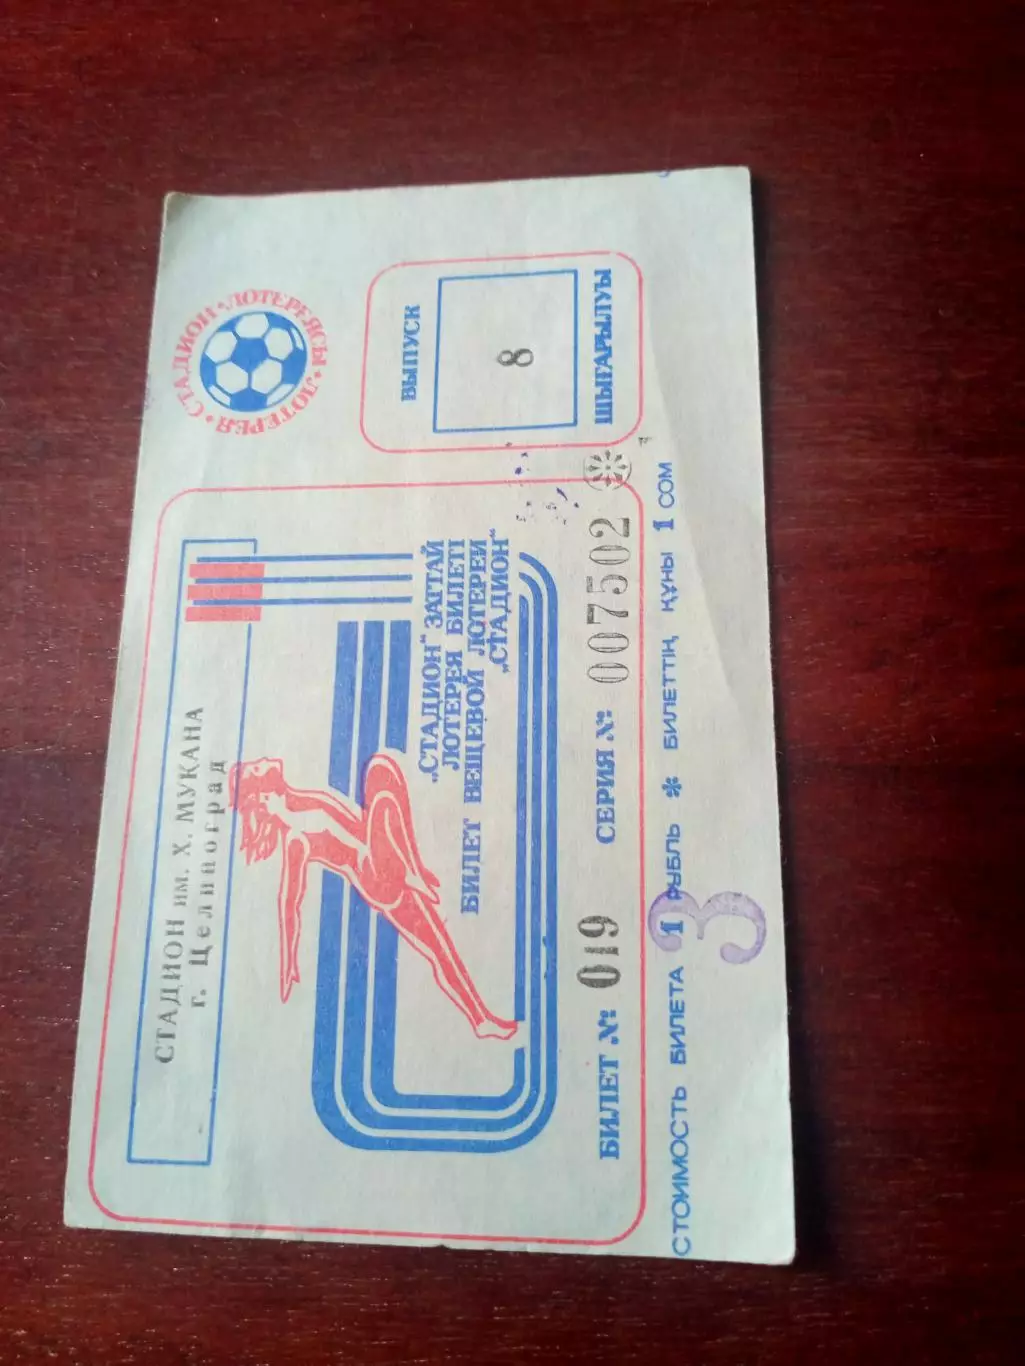 СТАДИОН им. Х. МУКАНА
г. Целиноград
СТАДИОН ЛОТЕРЕЯСЫ • ЛОТЕРЕЯ •
„СТАДИОН“ ЗАТТАЙ
ЛОТЕРЕЯ БИЛЕТІ
БИЛЕТ ВЕЩЕВОЙ ЛОТЕРЕИ
„СТАДИОН“
ВЫПУСК
8
ШЫҒАРЫЛУЫ
БИЛЕТ № 019 СЕРИЯ № 007502
СТОИМОСТЬ БИЛЕТА 1 РУБЛЬ * БИЛЕТТІҢ ҚҰНЫ 1 СОМ
3